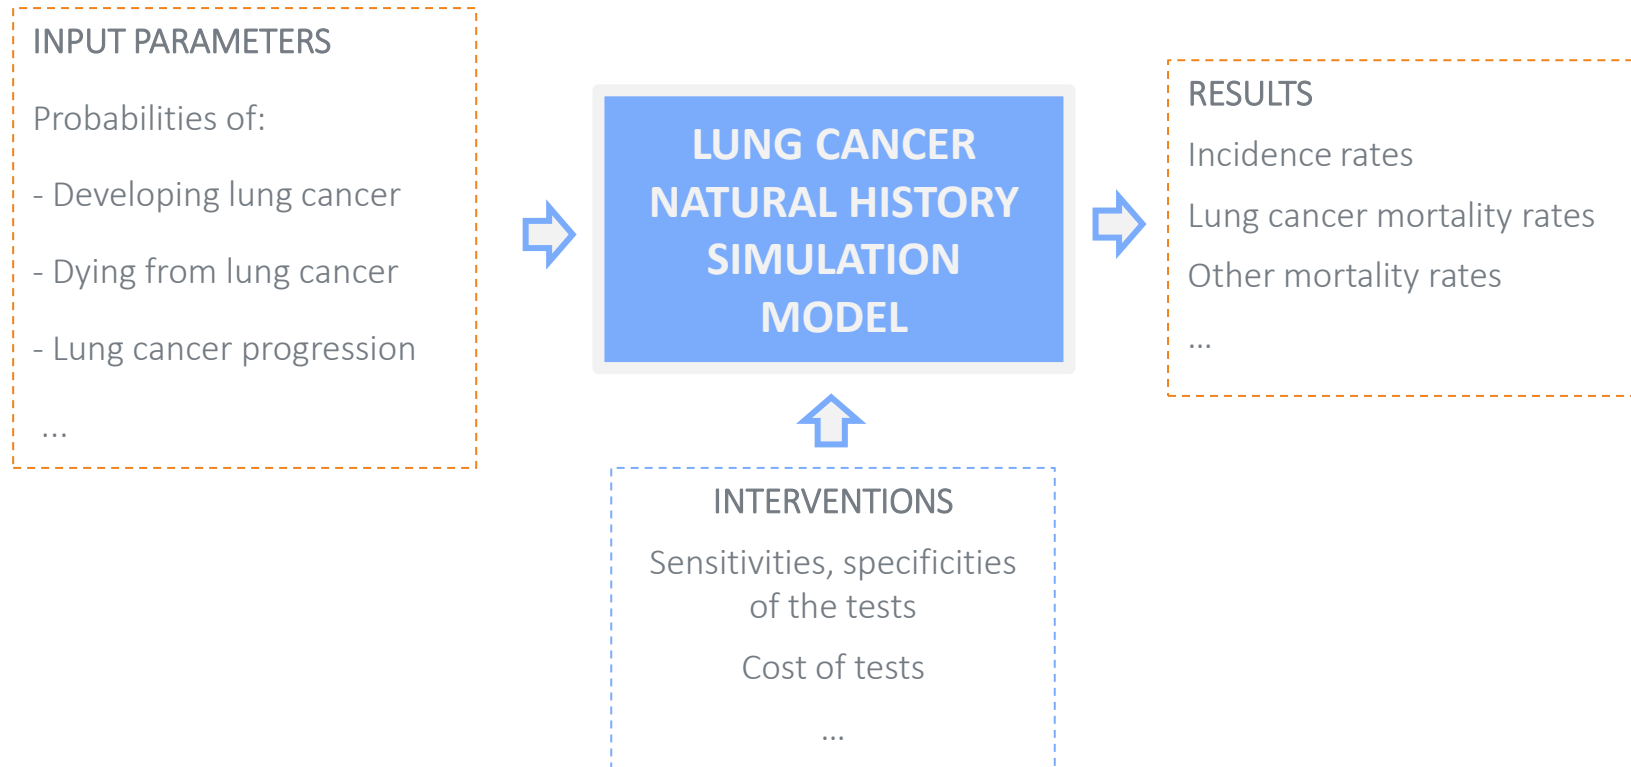 INPUT PARAMETERS
Probabilities of:
- Developing lung cancer
- Dying from lung cancer
- Lung cancer progression
...
LUNG CANCER
NATURAL HISTORY
SIMULATION
MODEL
RESULTS
Incidence rates
Lung cancer mortality rates
Other mortality rates
...
INTERVENTIONS
Sensitivities, specificities
of the tests
Cost of tests
...